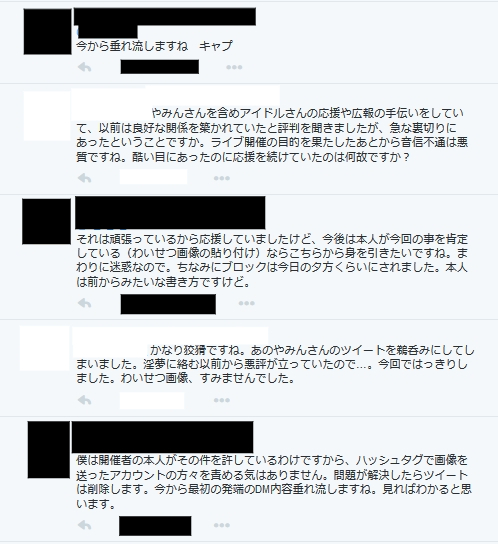 今から垂れ流しますね　キャプ
やみんさんを含めアイドルさんの応援や広報の手伝いをしてい
て、以前は良好な関係を築かれていたと評判を聞きましたが、急な裏切りに
あったということですか。ライブ開催の目的を果たしたあとから音信不通は悪
質ですね。酷い目にあったのに応援を続けていたのは何故ですか？
それは頑張っているから応援していましたけど、今後は本人が今回の事を肯定
している（わいせつ画像の貼り付け）ならこちらから身を引きたいですね。ま
わりに迷惑なので。ちなみにブロックは今日の夕方くらいにされました。本人
は前からみたいな書き方ですけど。
かなり狡猾ですね。あのやみんさんのツイートを鵜呑みにしてし
まいました。淫夢に絡む以前から悪評が立っていたので…。今回ではっきりし
ました。わいせつ画像、すみませんでした。
僕は開催者の本人がその件を許しているわけですから、ハッシュタグで画像を
送ったアカウントの方々を責める気はありません。問題が解決したらツイート
は削除します。今から最初の発端のDM内容垂れ流しますね。見ればわかると思
います。